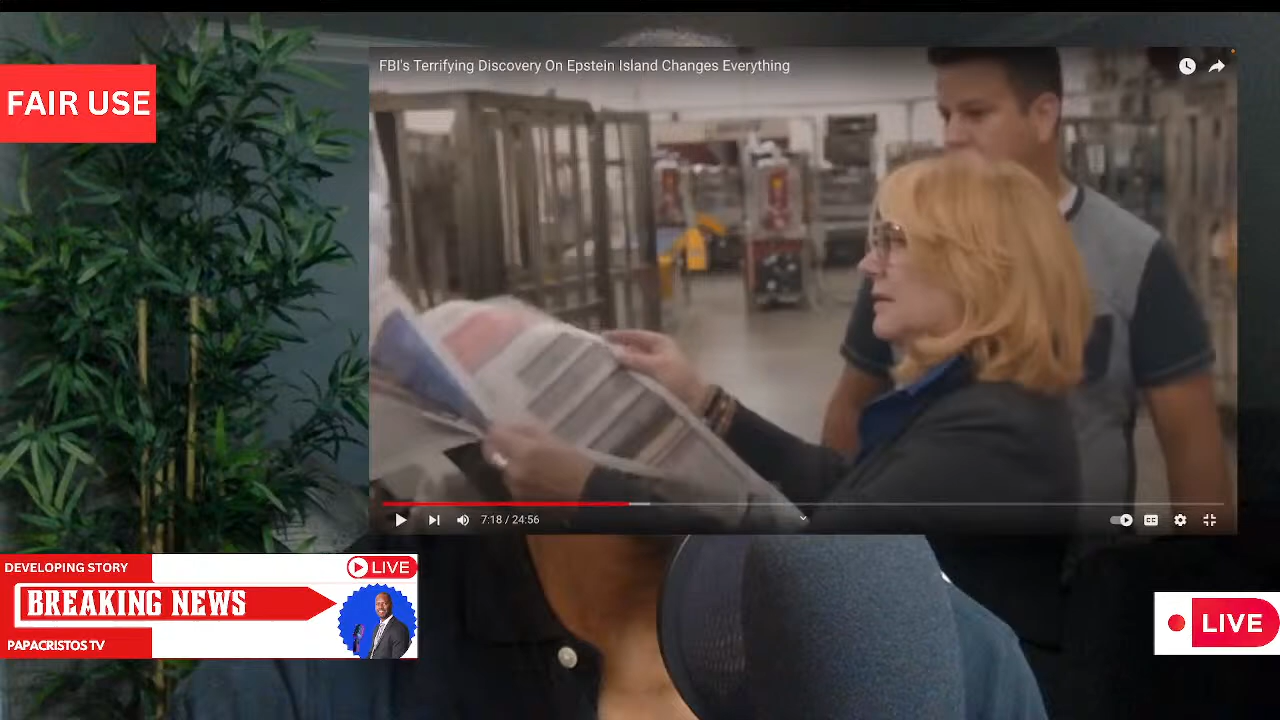 FBI's Terrifying Discovery On Epstein Island Changes Everything
FAIR USE
7:18 / 24:56
CC
DEVELOPING STORY
LIVE
BREAKING NEWS
PAPACRISTOS TV
LIVE